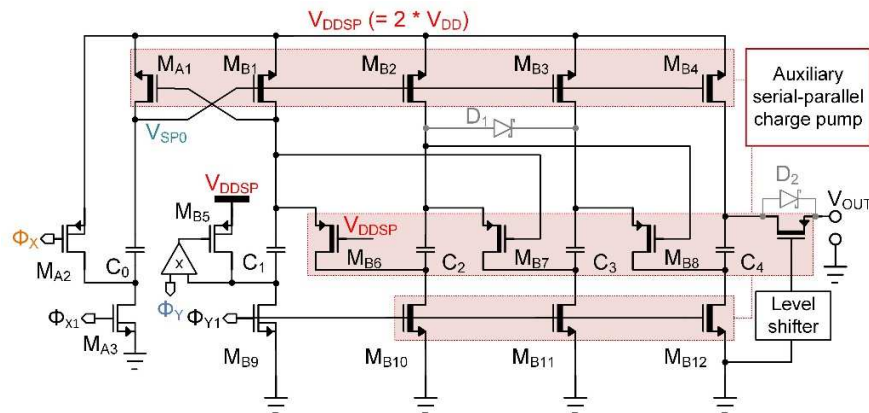 V_DDSP (= 2 * V_DD)
M_A1
M_B1
M_B2
M_B3
M_B4
Auxiliary
serial-parallel
charge pump
D_1
V_SP0
V_DDSP
D_2
V_OUT
M_B5
V_DDSP
Φ_X
M_A2
C_0
x
C_1
M_B6
C_2
M_B7
C_3
M_B8
C_4
Φ_Y
Level
shifter
Φ_X1
Φ_Y1
M_A3
M_B9
M_B10
M_B11
M_B12